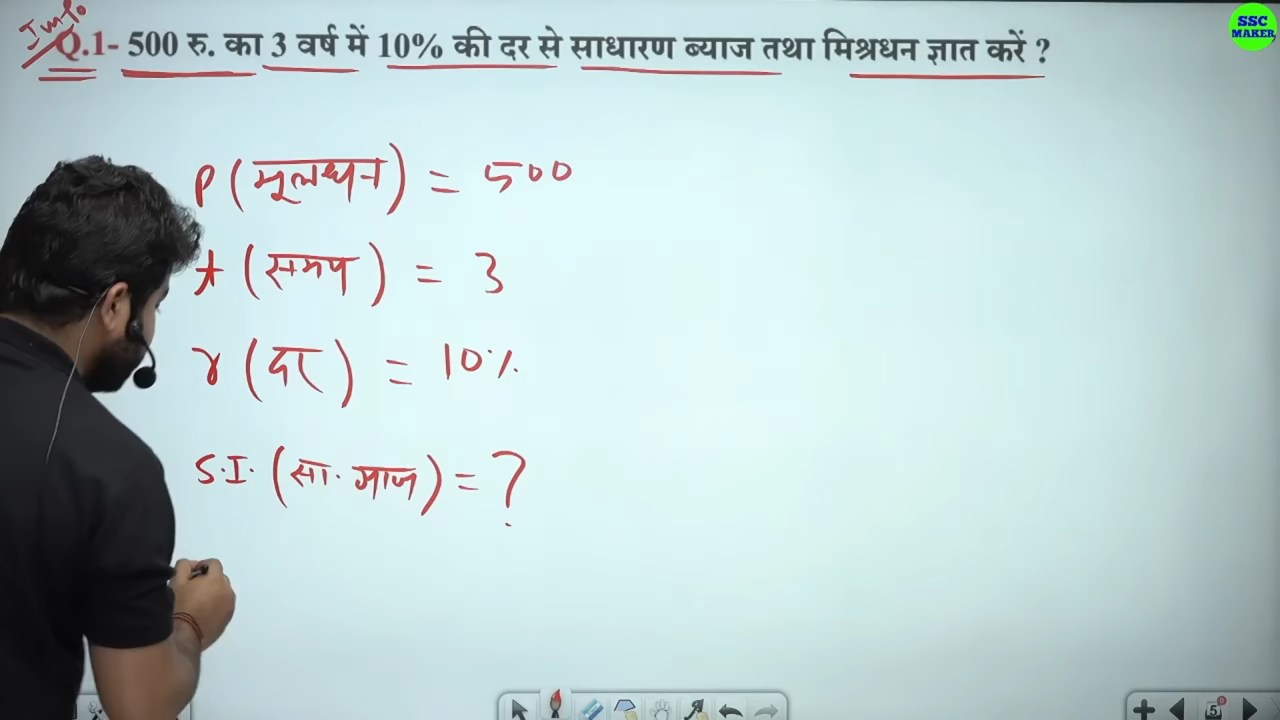 Imp
Q.1- 500 रु. का 3 वर्ष में 10% की दर से साधारण ब्याज तथा मिश्रधन ज्ञात करें ?
SSC
MAKER
P (मूलधन) = 500
t (समय) = 3
r (दर) = 10%
S.I. (सा. ब्याज) = ?
5